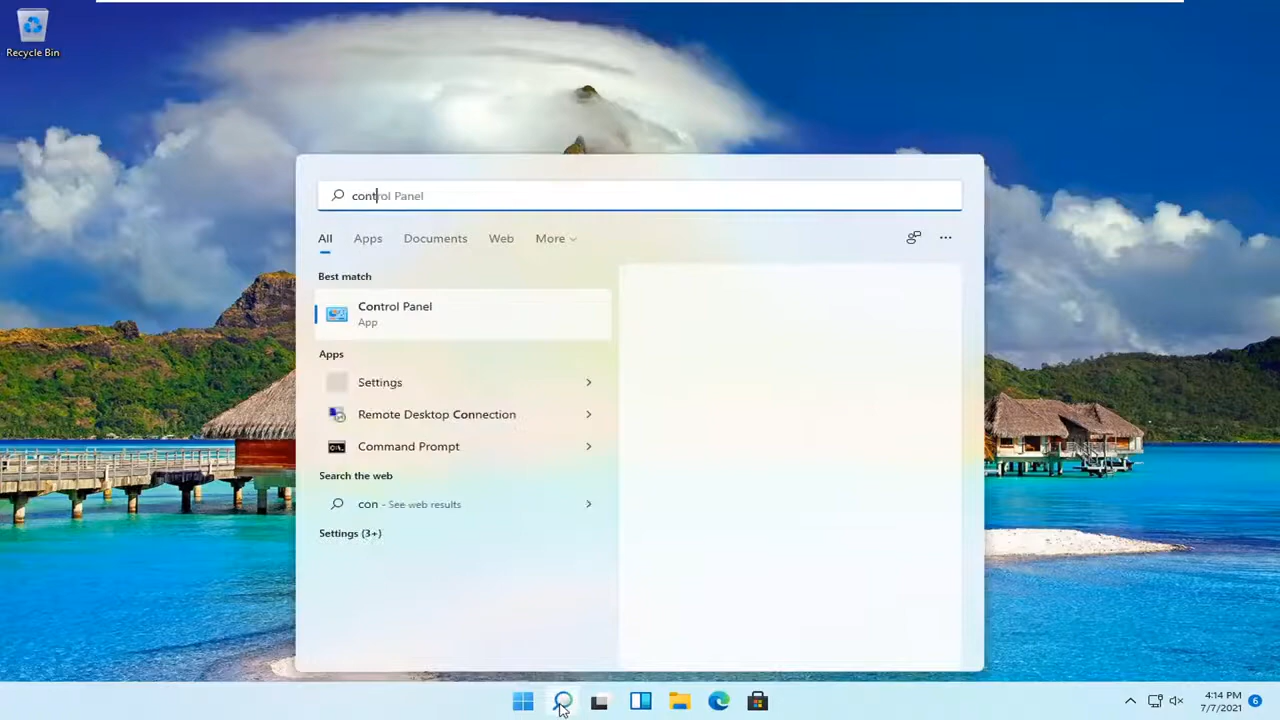 Recycle Bin
control Panel
All Apps Documents Web More
Best match
Control Panel
App
Apps
Settings
Remote Desktop Connection
Command Prompt
Search the web
con - See web results
Settings (3+)
4:14 PM
7/7/2021
6